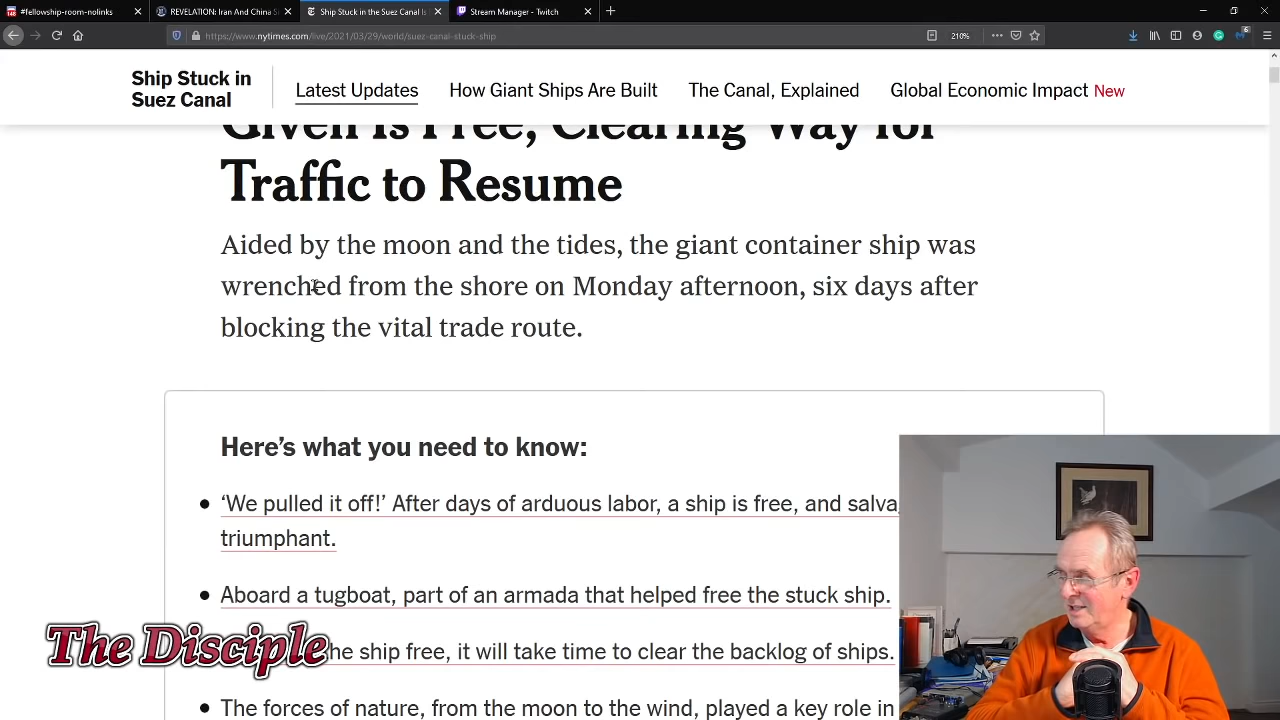 #fellowship-room-nolinks
REVELATION: Iran And China S
Ship Stuck in the Suez Canal Is
Stream Manager - Twitch
https://www.nytimes.com/live/2021/03/29/world/suez-canal-stuck-ship
210%
Ship Stuck in
Suez Canal
Latest Updates
How Giant Ships Are Built
The Canal, Explained
Global Economic Impact New
Given Is Free, Clearing Way for
Traffic to Resume
Aided by the moon and the tides, the giant container ship was
wrenched from the shore on Monday afternoon, six days after
blocking the vital trade route.
Here’s what you need to know:
‘We pulled it off!’ After days of arduous labor, a ship is free, and salva
triumphant.
Aboard a tugboat, part of an armada that helped free the stuck ship.
The Disciple
he ship free, it will take time to clear the backlog of ships.
The forces of nature, from the moon to the wind, played a key role in